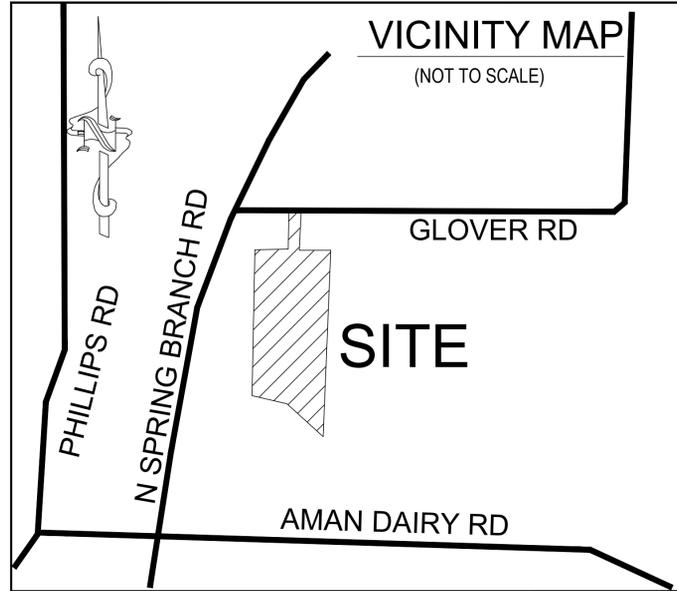 VICINITY MAP
(NOT TO SCALE)
N
GLOVER RD
N SPRING BRANCH RD
PHILLIPS RD
SITE
AMAN DAIRY RD